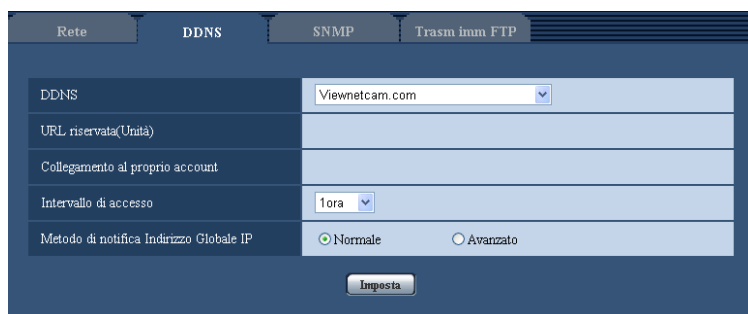 Rete DDNS SNMP Trasm imm FTP
DDNS Viewnetcam.com
URL riservata(Unità)
Collegamento al proprio account
Intervallo di accesso 1ora
Metodo di notifica Indirizzo Globale IP Normale Avanzato
Imposta